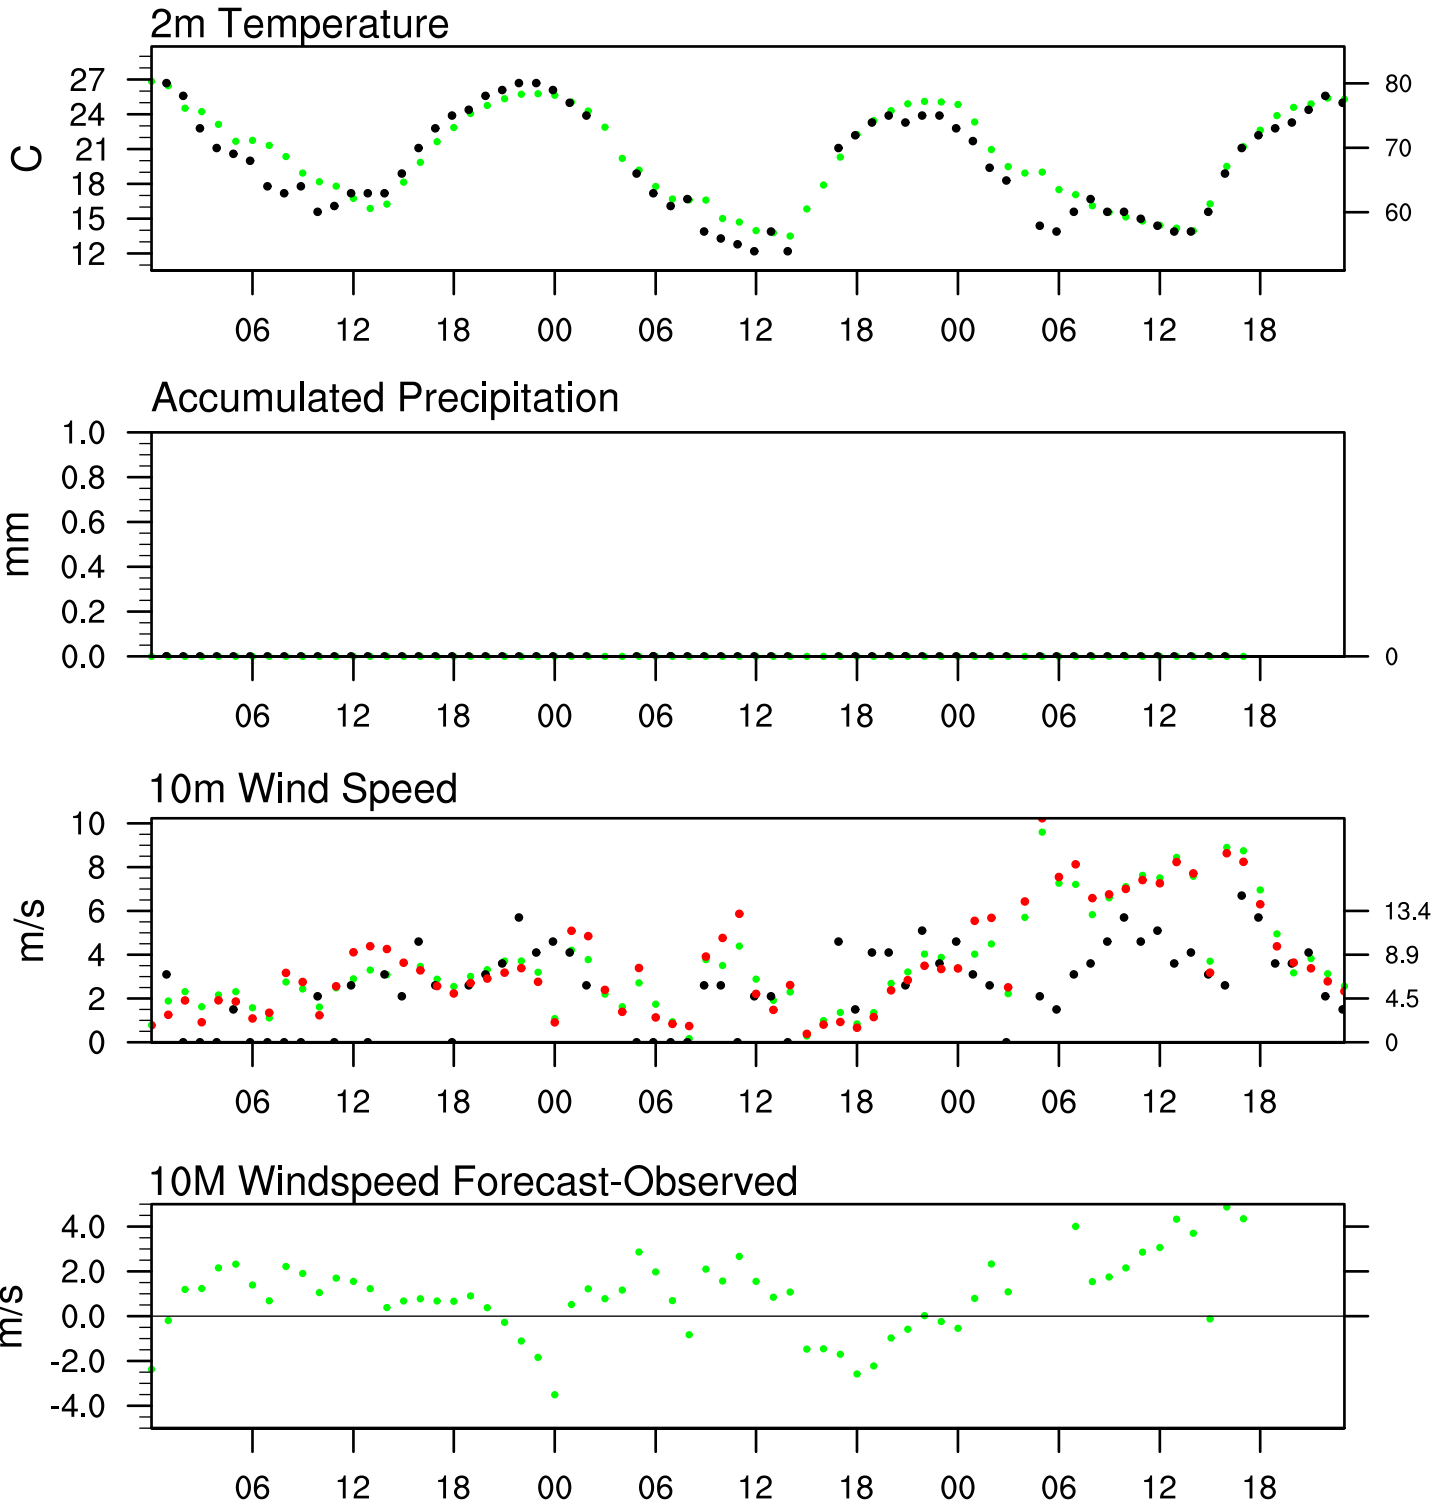 2m Temperature
27
24
21
18
15
12
C
80
70
60
06 12 18 00 06 12 18 00 06 12 18
Accumulated Precipitation
1.0
0.8
0.6
0.4
0.2
0.0
mm
0
06 12 18 00 06 12 18 00 06 12 18
10m Wind Speed
10
8
6
4
2
0
m/s
13.4
8.9
4.5
0
06 12 18 00 06 12 18 00 06 12 18
10M Windspeed Forecast-Observed
4.0
2.0
0.0
-2.0
-4.0
m/s
06 12 18 00 06 12 18 00 06 12 18